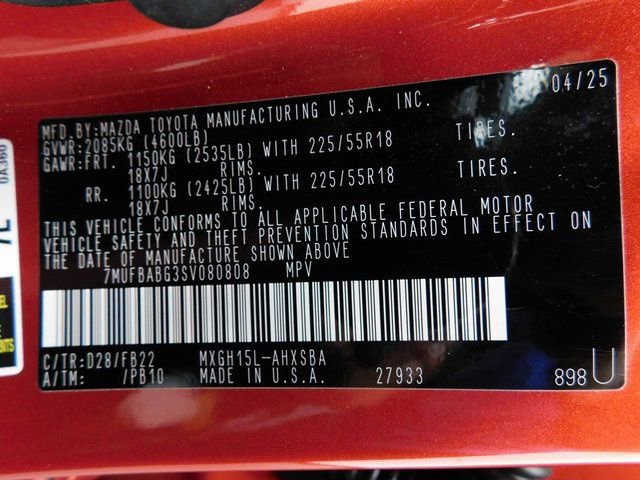 04/25
MFD.BY:MAZDA TOYOTA MANUFACTURING U.S.A. INC.
GVWR:2085KG (4600LB)
GAWR:FRT. 1150KG (2535LB) WITH 225/55R18 TIRES.
18X7J RIMS.
RR. 1100KG (2425LB) WITH 225/55R18 TIRES.
18X7J RIMS.
THIS VEHICLE CONFORMS TO ALL APPLICABLE FEDERAL MOTOR
VEHICLE SAFETY AND THEFT PREVENTION STANDARDS IN EFFECT ON
THE DATE OF MANUFACTURE SHOWN ABOVE
7MUFBABG3SV080808 MPV
C/TR:D28/FB22 MXGH15L-AHXSBA
A/TM: /PB10 MADE IN U.S.A. 27933 898 U
0A360